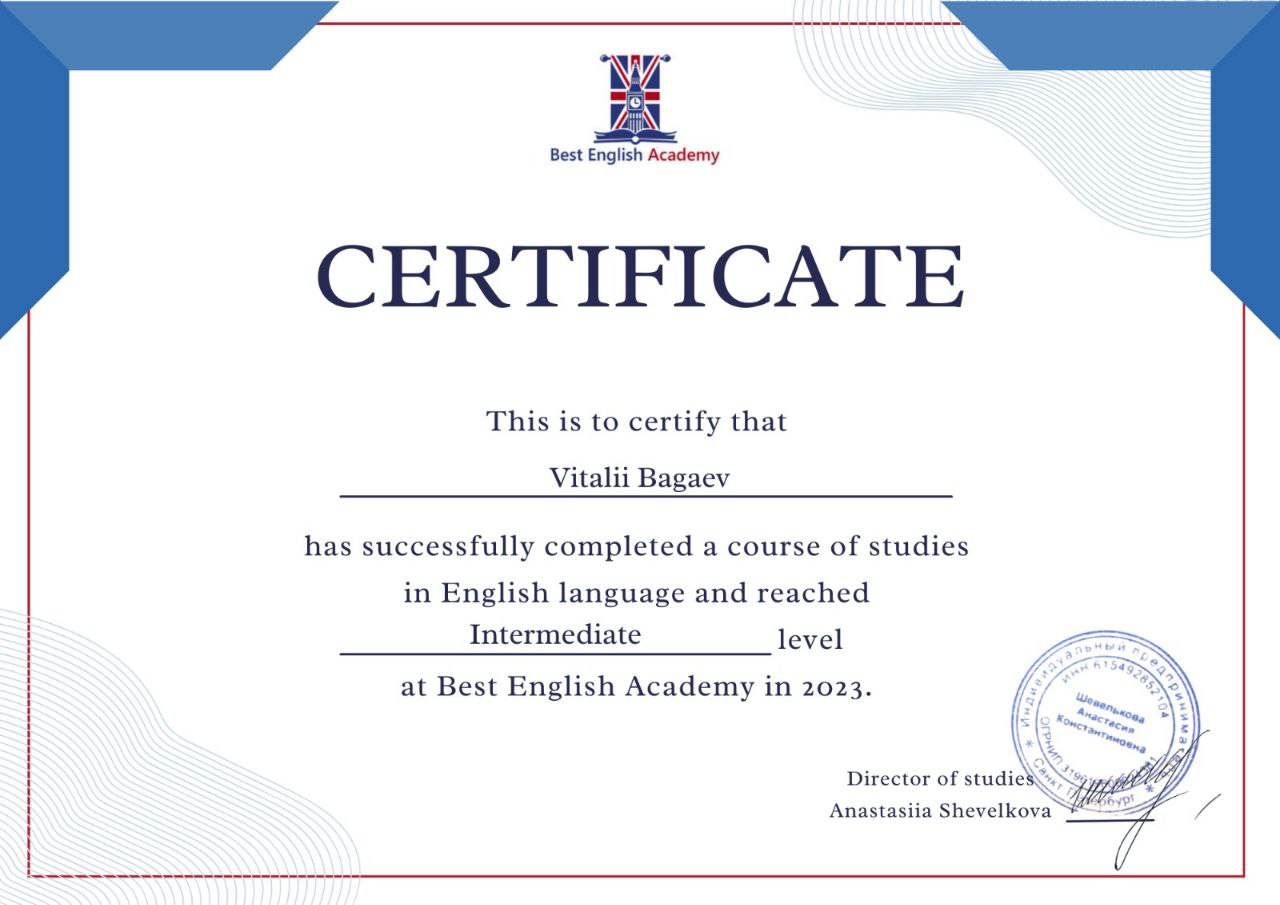 Best English Academy
CERTIFICATE
This is to certify that
Vitalii Bagaev
has successfully completed a course of studies
in English language and reached
Intermediate level
at Best English Academy in 2023.
Director of studies
Anastasiia Shevelkova
Индивидуальный предприниматель
ИНН 615492852104
Шевелькова
Анастасия
Константиновна
ОГРНИП
Санкт Петербург